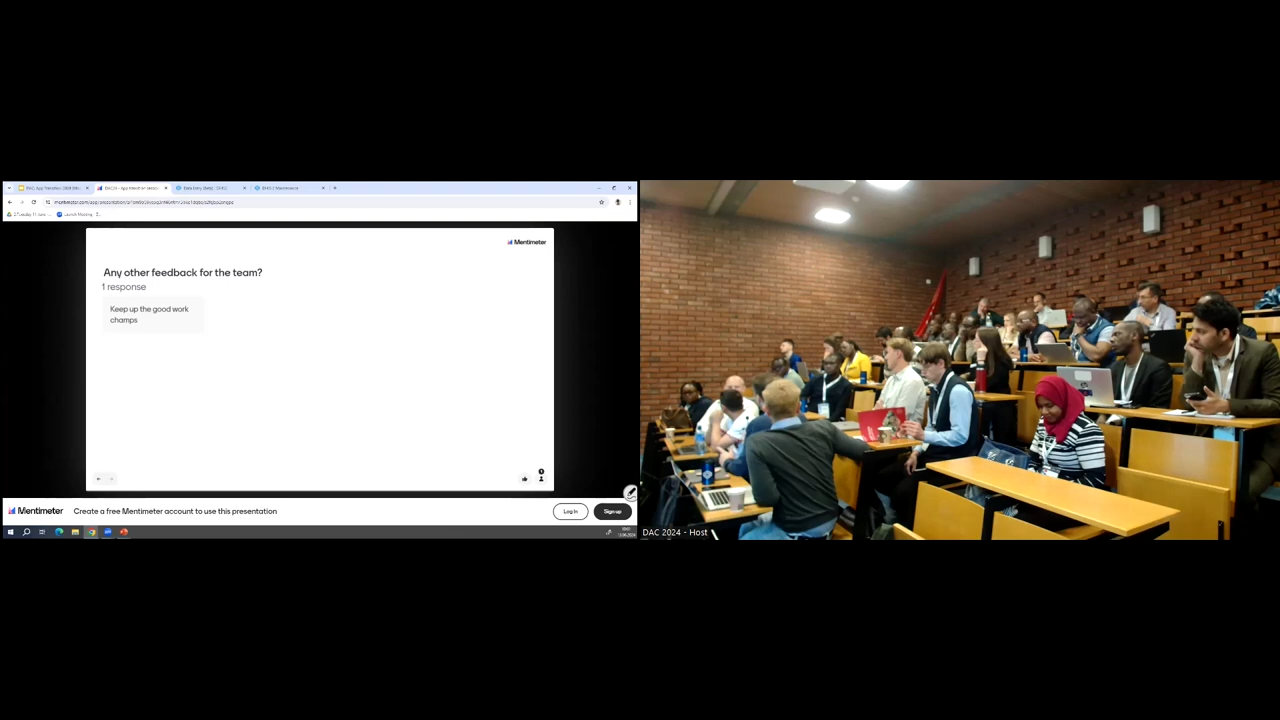 Mentimeter
Any other feedback for the team?
1 response
Keep up the good work
champs
Mentimeter
Create a free Mentimeter account to use this presentation
Log in
Sign up
DAC 2024 - Host